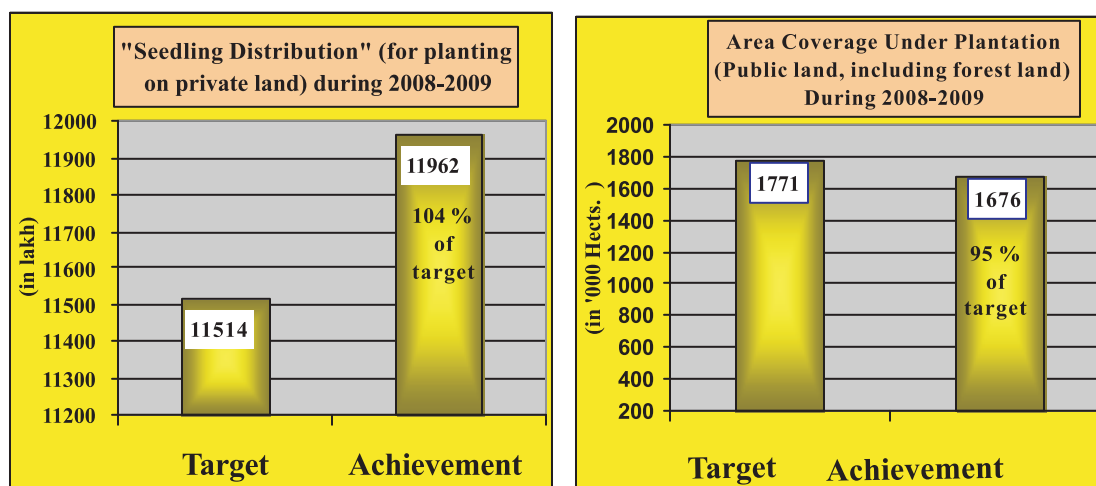 "Seedling Distribution" (for planting
on private land) during 2008-2009
(in lakh)
12000
11900
11800
11700
11600
11500
11400
11300
11200
11514
11962
104 %
of
target
Target
Achievement
Area Coverage Under Plantation
(Public land, including forest land)
During 2008-2009
(in '000 Hects. )
2000
1800
1600
1400
1200
1000
800
600
400
200
1771
1676
95 %
of
target
Target
Achievement